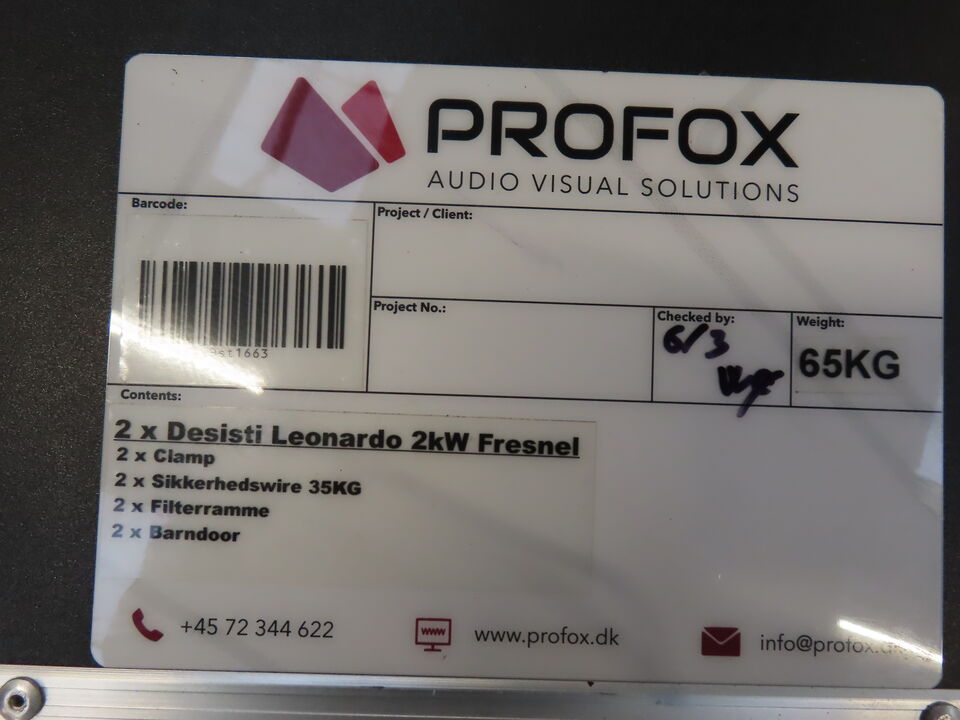 PROFOX
AUDIO VISUAL SOLUTIONS
Barcode:
Project / Client:
Project No.:
Checked by:
6/3
Weight:
65KG
Contents:
2 x Desisti Leonardo 2kW Fresnel
2 x Clamp
2 x Sikkerhedswire 35KG
2 x Filterramme
2 x Barndoor
+45 72 344 622
www
www.profox.dk
info@profox.dk